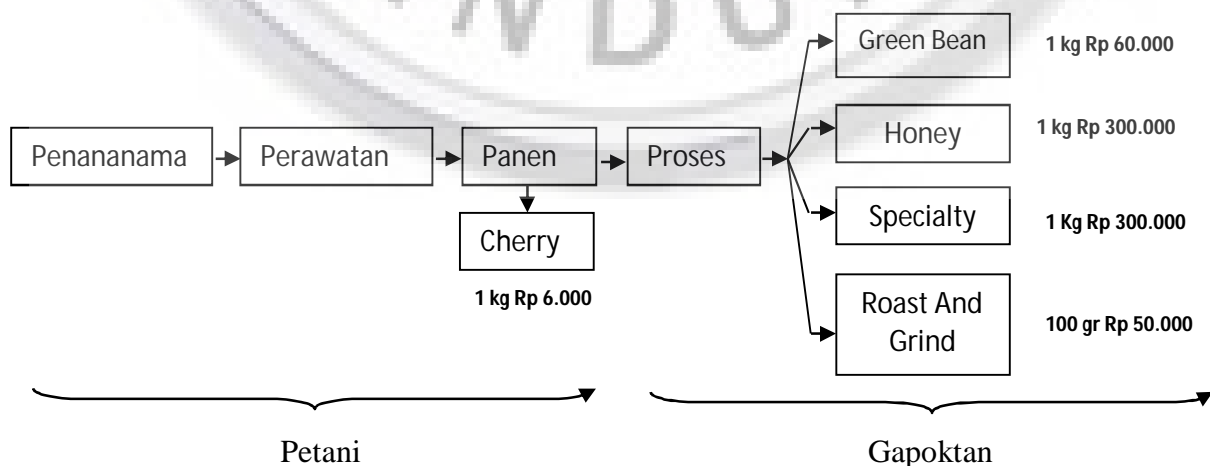 Green Bean
1 kg Rp 60.000
Honey
1 kg Rp 300.000
Penananama
Perawatan
Panen
Proses
Specialty
1 Kg Rp 300.000
Cherry
1 kg Rp 6.000
Roast And
Grind
100 gr Rp 50.000
Petani
Gapoktan